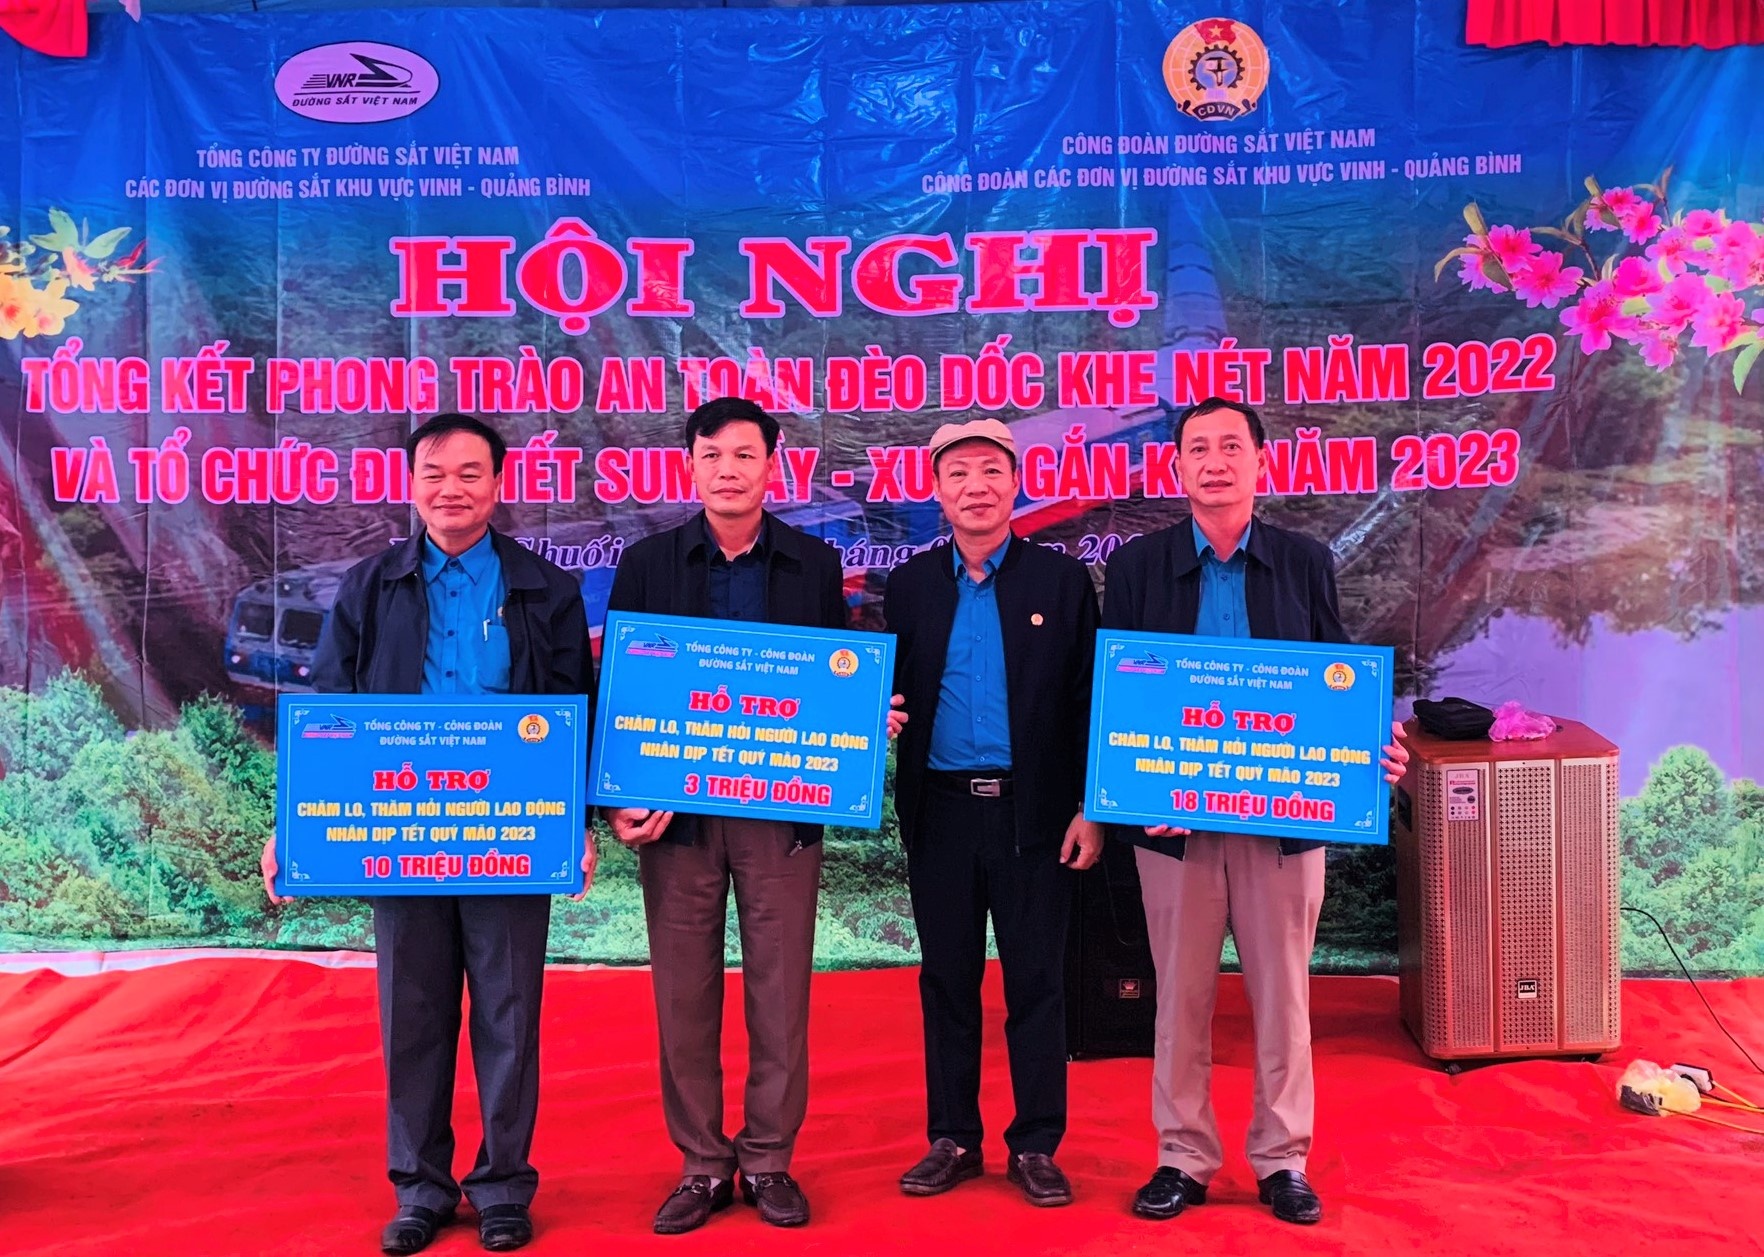 VNR
ĐƯỜNG SẮT VIỆT NAM
TỔNG CÔNG TY ĐƯỜNG SẮT VIỆT NAM
CÁC ĐƠN VỊ ĐƯỜNG SẮT KHU VỰC VINH - QUẢNG BÌNH
CĐVN
CÔNG ĐOÀN ĐƯỜNG SẮT VIỆT NAM
CÔNG ĐOÀN CÁC ĐƠN VỊ ĐƯỜNG SẮT KHU VỰC VINH - QUẢNG BÌNH
HỘI NGHỊ
TỔNG KẾT PHONG TRÀO AN TOÀN ĐÈO DỐC KHE NÉT NĂM 2022
VÀ TỔ CHỨC ĐI TẾT SUM - GẮN NĂM 2023
Chuối
TỔNG CÔNG TY - CÔNG ĐOÀN
ĐƯỜNG SẮT VIỆT NAM
HỖ TRỢ
CHĂM LO, THĂM HỎI NGƯỜI LAO ĐỘNG
NHÂN DỊP TẾT QUÝ MÃO 2023
10 TRIỆU ĐỒNG
VNR
TỔNG CÔNG TY - CÔNG ĐOÀN
ĐƯỜNG SẮT VIỆT NAM
HỖ TRỢ
CHĂM LO, THĂM HỎI NGƯỜI LAO ĐỘNG
NHÂN DỊP TẾT QUÝ MÃO 2023
3 TRIỆU ĐỒNG
VNR
TỔNG CÔNG TY - CÔNG ĐOÀN
ĐƯỜNG SẮT VIỆT NAM
HỖ TRỢ
CHĂM LO, THĂM HỎI NGƯỜI LAO ĐỘNG
NHÂN DỊP TẾT QUÝ MÃO 2023
18 TRIỆU ĐỒNG
JBA